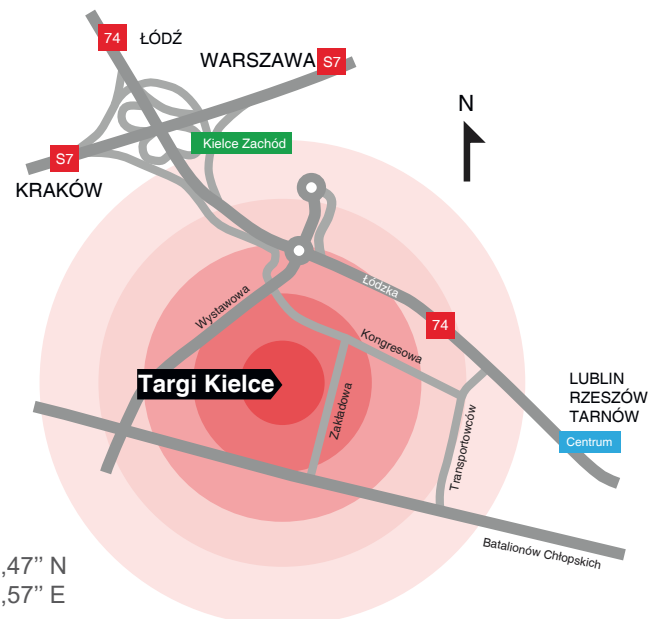 74
ŁÓDŹ
WARSZAWA
S7
Kielce Zachód
N
S7
KRAKÓW
Łódzka
Wystawowa
74
Kongresowa
Targi Kielce
LUBLIN
RZESZÓW
TARNÓW
Centrum
Zakładowa
Transportowców
Batalionów Chłopskich
,47’’ N
,57’’ E